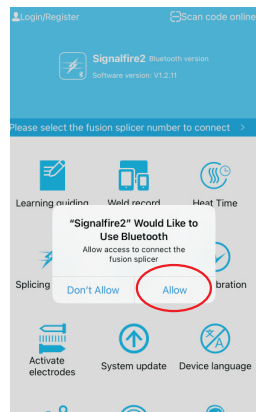 Login/Register
Scan code online
Signalfire2 Bluetooth version
Software version: V1.2.11
Please select the fusion splicer number to connect >
Learning guiding
Weld record
Heat Time
"Signalfire2" Would Like to
Use Bluetooth
Allow access to connect the
fusion splicer
Splicing
bration
Don't Allow
Allow
Activate
electrodes
System update
Device language